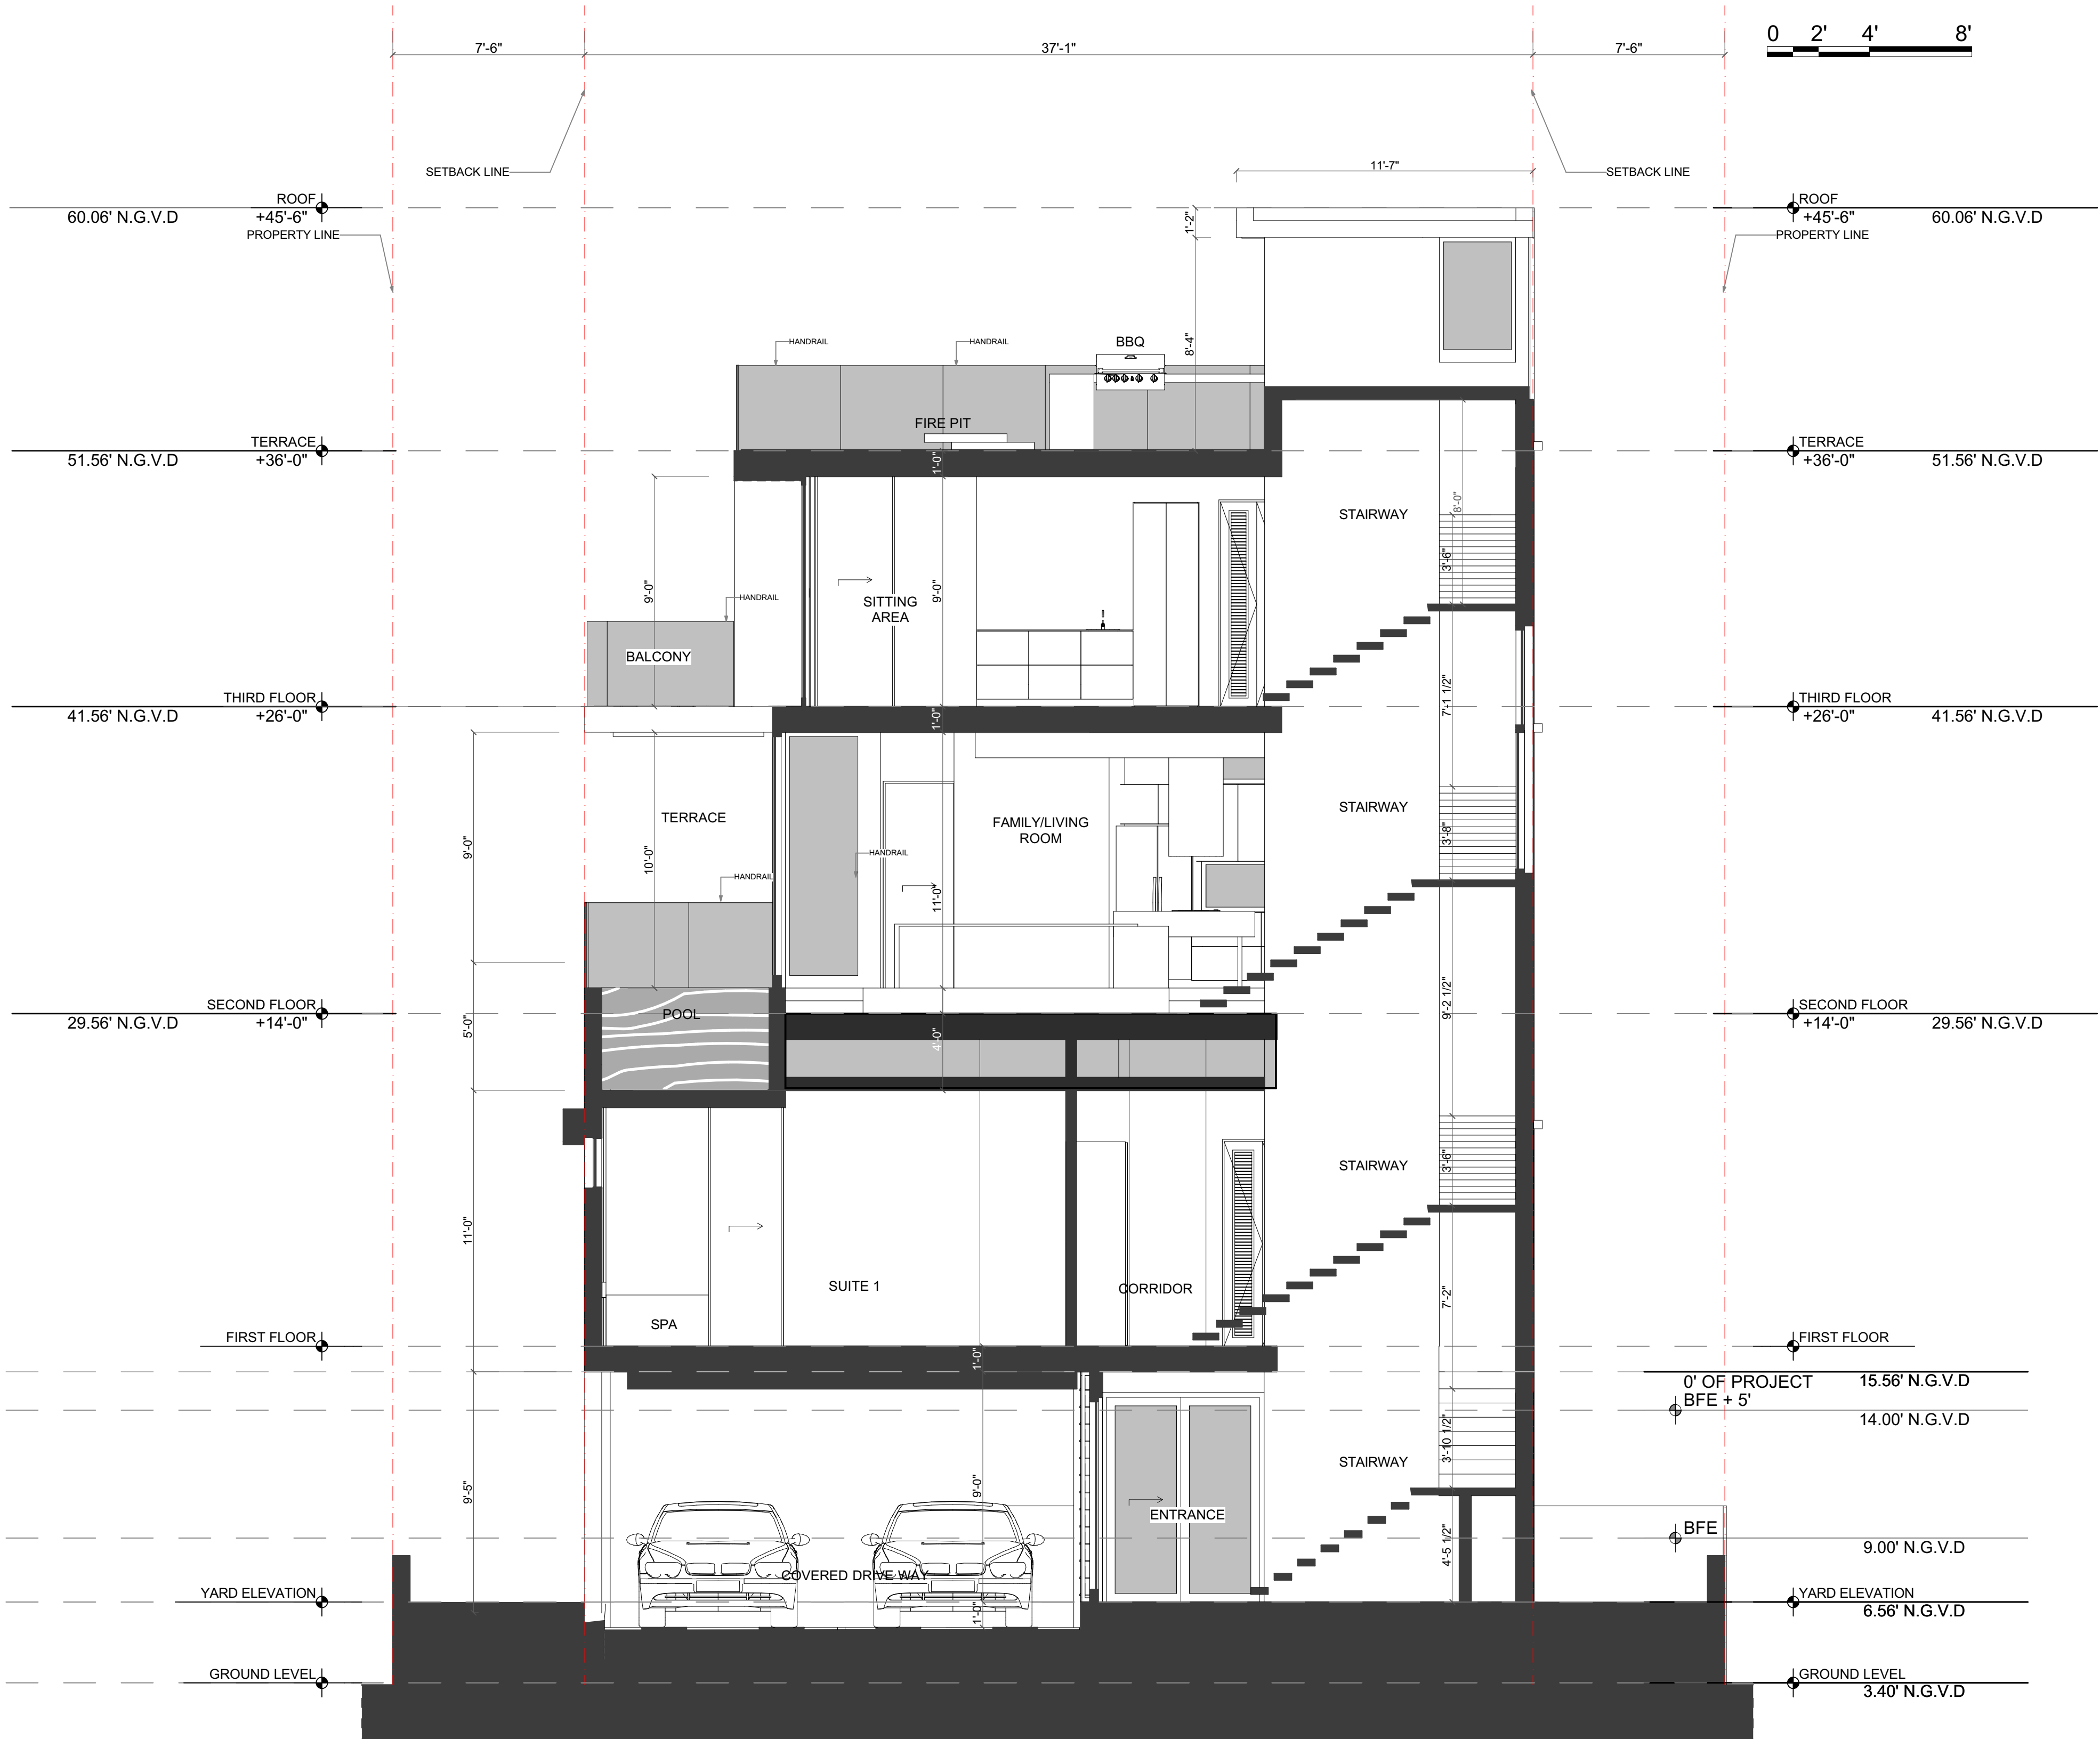 0 2' 4' 8'
7'-6" 37'-1" 7'-6"
SETBACK LINE
11'-7"
SETBACK LINE
ROOF
60.06' N.G.V.D +45'-6"
PROPERTY LINE
1'-2"
ROOF
+45'-6" 60.06' N.G.V.D
PROPERTY LINE
HANDRAIL
HANDRAIL
BBQ
8'-4"
FIRE PIT
TERRACE
51.56' N.G.V.D +36'-0"
1'-0"
TERRACE
+36'-0" 51.56' N.G.V.D
STAIRWAY
8'-0"
3'-6"
9'-0"
HANDRAIL
SITTING
AREA
9'-0"
BALCONY
THIRD FLOOR
41.56' N.G.V.D +26'-0"
1'-0"
7'-1 1/2"
THIRD FLOOR
+26'-0" 41.56' N.G.V.D
STAIRWAY
TERRACE
FAMILY/LIVING
ROOM
3'-8"
9'-0"
10'-0"
HANDRAIL
HANDRAIL
11'-0"
SECOND FLOOR
29.56' N.G.V.D +14'-0"
5'-0"
POOL
4'-0"
9'-2 1/2"
SECOND FLOOR
+14'-0" 29.56' N.G.V.D
STAIRWAY
3'-6"
11'-0"
SUITE 1
CORRIDOR
7'-2"
SPA
FIRST FLOOR
1'-0"
FIRST FLOOR
0' OF PROJECT 15.56' N.G.V.D
BFE + 5'
14.00' N.G.V.D
3'-10 1/2"
STAIRWAY
9'-5"
9'-0"
ENTRANCE
BFE
9.00' N.G.V.D
4'-5 1/2"
COVERED DRIVE WAY
YARD ELEVATION
1'-0"
YARD ELEVATION
6.56' N.G.V.D
GROUND LEVEL
GROUND LEVEL
3.40' N.G.V.D